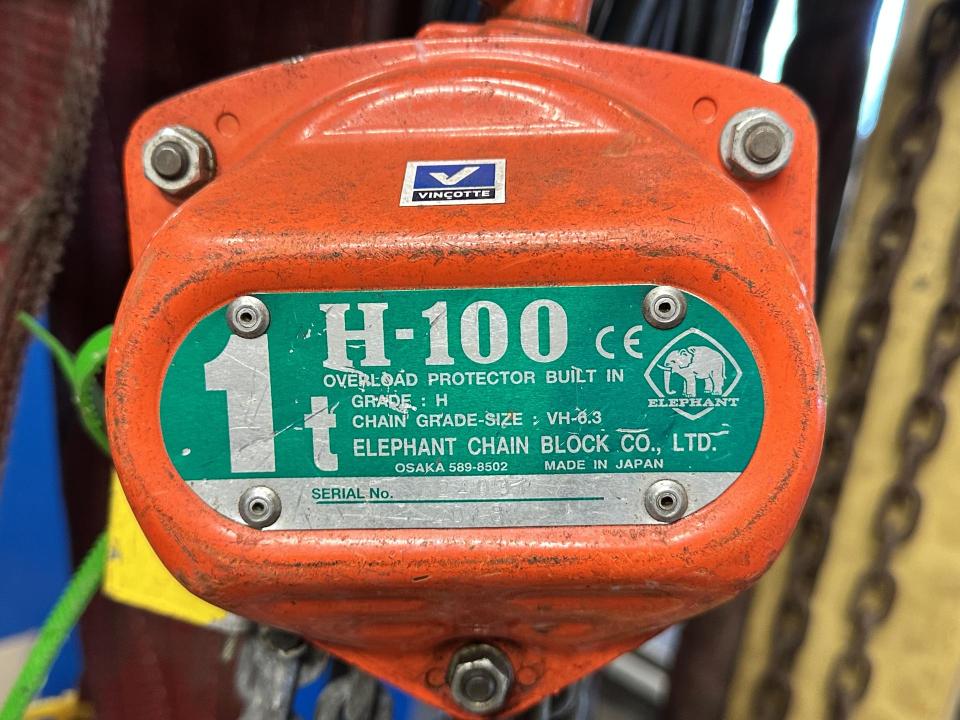 VINÇOTTE
H-100
CE
OVERLOAD PROTECTOR BUILT IN
GRADE : H
CHAIN GRADE-SIZE : VH-6.3
ELEPHANT
1t
ELEPHANT CHAIN BLOCK CO., LTD.
OSAKA 589-8502 MADE IN JAPAN
SERIAL No.